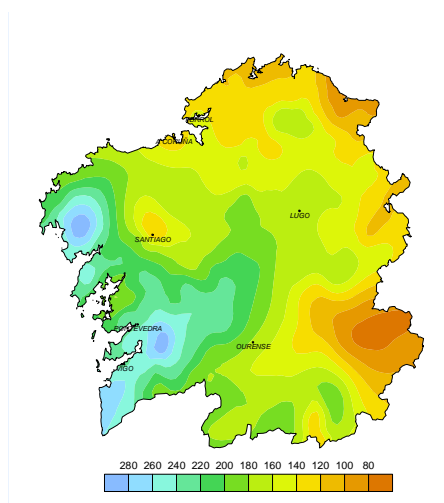 FERROL
A CORUÑA
LUGO
SANTIAGO
PONTEVEDRA
OURENSE
VIGO
280 260 240 220 200 180 160 140 120 100 80